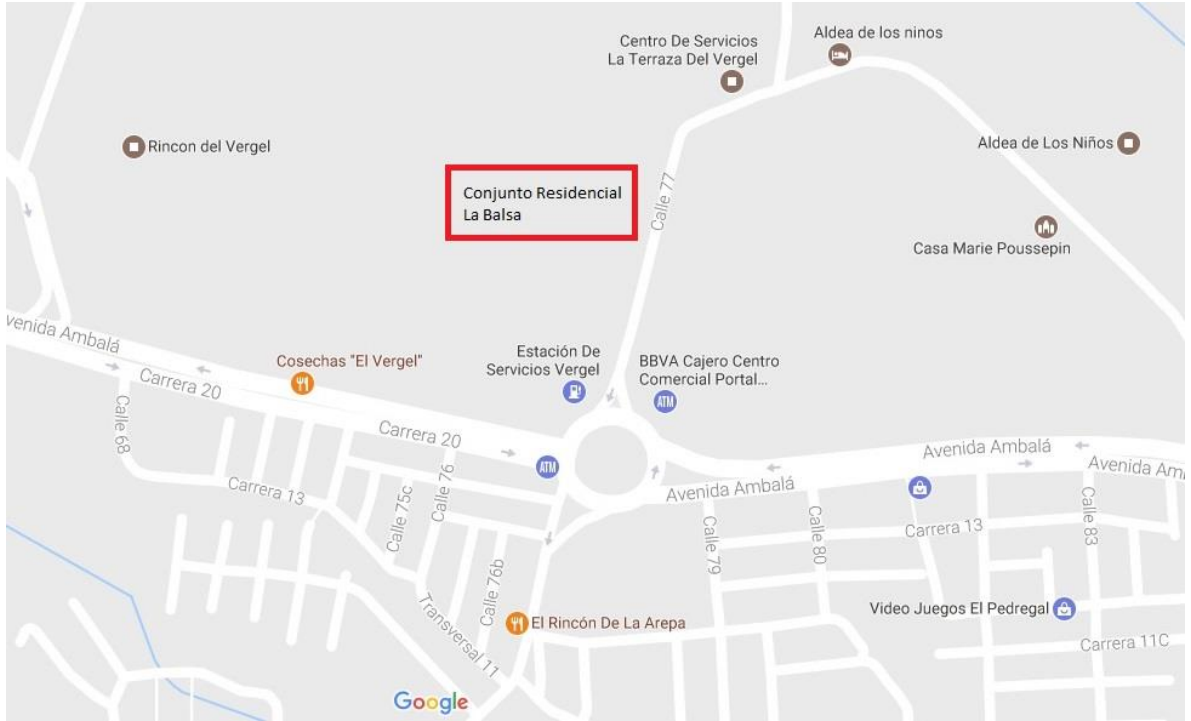 Centro De Servicios
La Terraza Del Vergel
Aldea de los ninos
Rincon del Vergel
Aldea de Los Niños
Conjunto Residencial
La Balsa
Calle 77
Casa Marie Poussepin
venida Ambalá
Cosechas "El Vergel"
Estación De
Servicios Vergel
BBVA Cajero Centro
Comercial Portal...
ATM
Carrera 20
Calle 68
Carrera 20
ATM
Avenida Ambalá
Avenida Am
Carrera 13
Calle 75c
Calle 76
Avenida Ambalá
Calle 79
Calle 80
Carrera 13
Calle 83
Calle 76b
Transversal 11
El Rincón De La Arepa
Video Juegos El Pedregal
Carrera 11C
Google